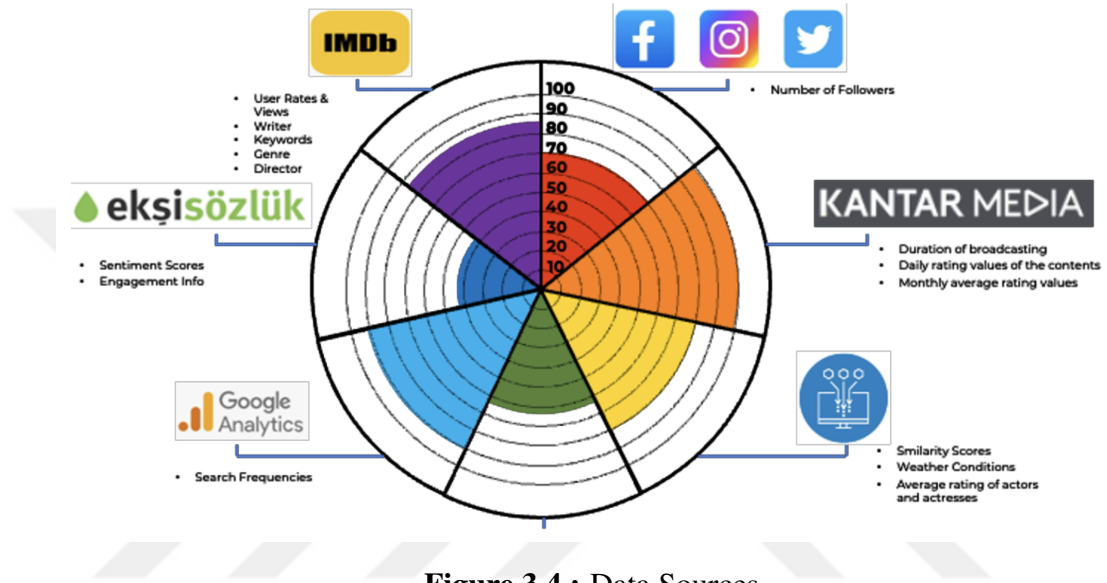 IMDb
• User Rates &
Views
• Writer
• Keywords
• Genre
• Director
• Number of Followers
100
90
80
70
60
50
40
30
20
10
ekşisözlük
• Sentiment Scores
• Engagement Info
KANTAR MEDIA
• Duration of broadcasting
• Daily rating values of the contents
• Monthly average rating values
Google
Analytics
• Search Frequencies
• Smilarity Scores
• Weather Conditions
• Average rating of actors
and actresses
Figure 3.4 : Data Sources